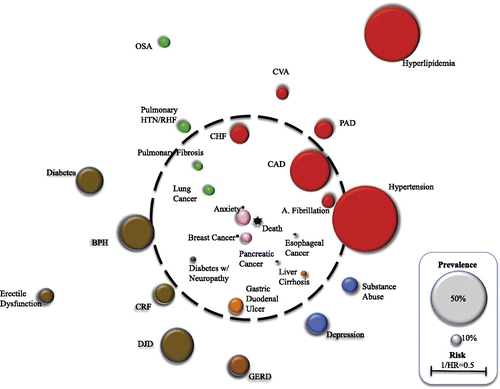 OSA
Hyperlipidemia
CVA
Pulmonary
HTN/RHF
PAD
CHF
Pulmonary Fibrosis
CAD
Diabetes
Lung
Cancer
Hypertension
Anxiety
A. Fibrillation
Death
BPH
Breast Cancer
Esophageal
Cancer
Pancreatic
Cancer
Diabetes w/
Neuropathy
Liver
Cirrhosis
Prevalence
50%
Substance
Abuse
Gastric
Duodenal
Ulcer
Erectile
Dysfunction
CRF
Depression
10%
DJD
Risk
1/HR=0.5
GERD